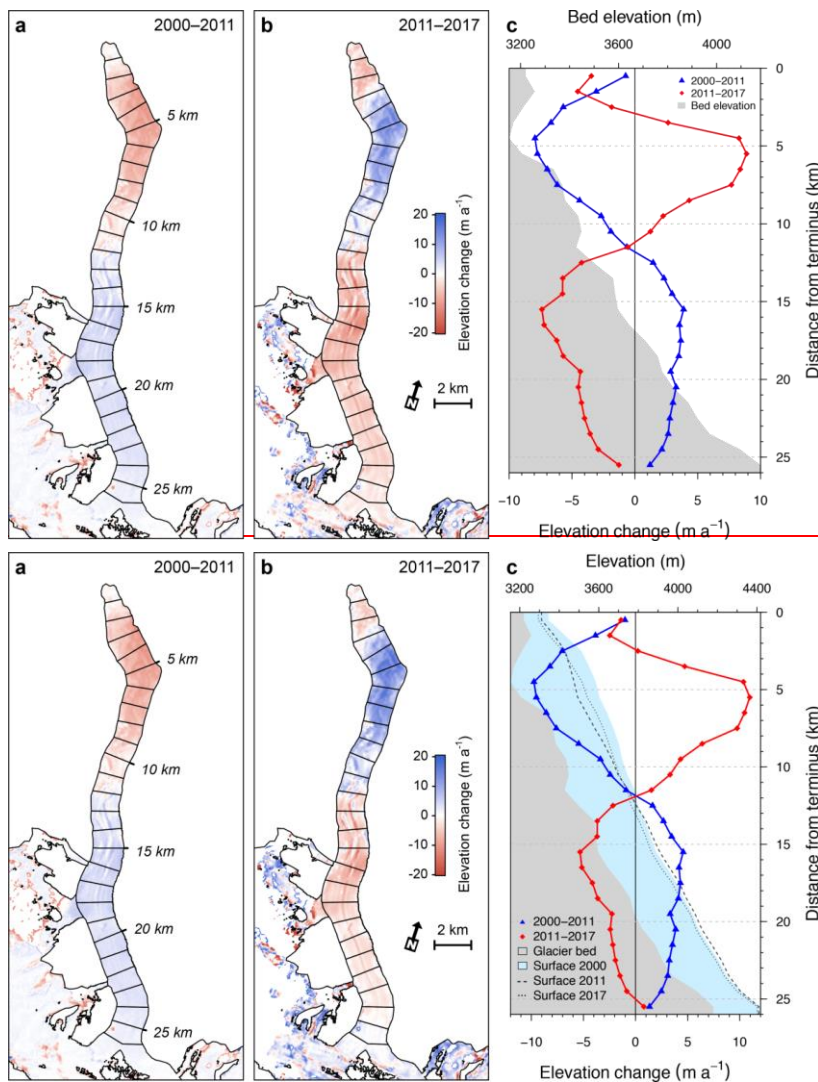 a 2000–2011
5 km
10 km
15 km
20 km
25 km
b 2011–2017
20
10
0
-10
-20
Elevation change (m a⁻¹)
N
2 km
c Bed elevation (m)
3200 3600 4000
2000–2011
2011–2017
Bed elevation
0
5
10
15
20
25
Distance from terminus (km)
−10 −5 0 5 10
Elevation change (m a⁻¹)
a 2000–2011
5 km
10 km
15 km
20 km
25 km
b 2011–2017
20
10
0
-10
-20
Elevation change (m a⁻¹)
N
2 km
c Elevation (m)
3200 3600 4000 4400
0
5
10
15
20
25
Distance from terminus (km)
2000–2011
2011–2017
Glacier bed
Surface 2000
Surface 2011
Surface 2017
−10 −5 0 5 10
Elevation change (m a⁻¹)